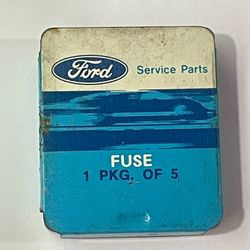 Ford Service Parts
FUSE
1 PKG. OF 5